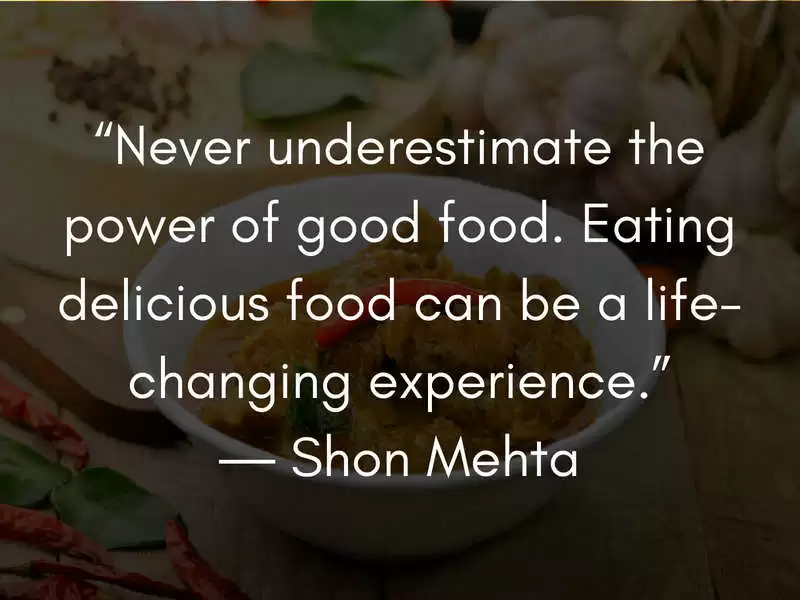 “Never underestimate the
power of good food. Eating
delicious food can be a life-
changing experience.”
— Shon Mehta